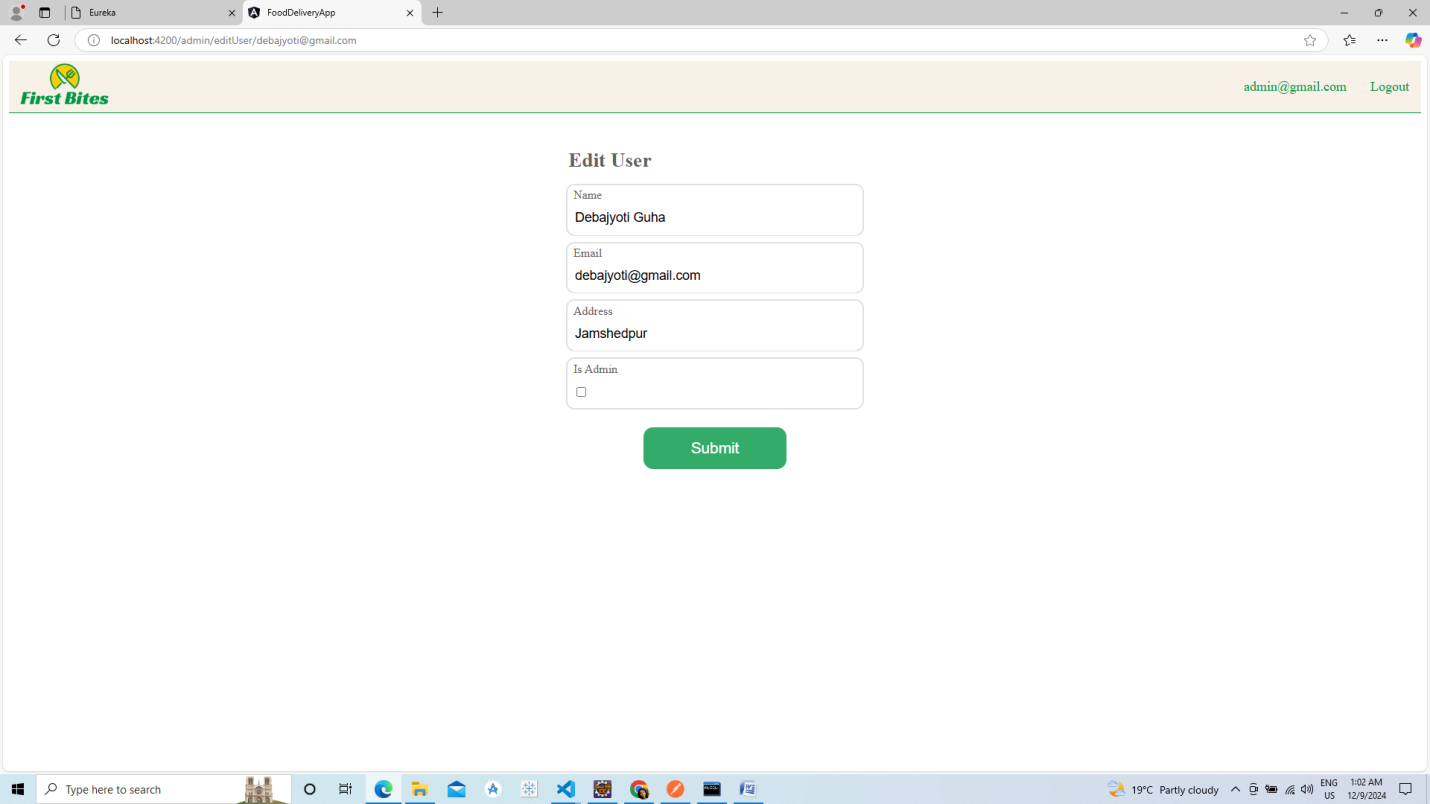 Eureka
FoodDeliveryApp
localhost:4200/admin/editUser/debajyoti@gmail.com
First Bites
admin@gmail.com
Logout
Edit User
Name
Debajyoti Guha
Email
debajyoti@gmail.com
Address
Jamshedpur
Is Admin
Submit
Type here to search
19°C Partly cloudy
ENG
US
1:02 AM
12/9/2024